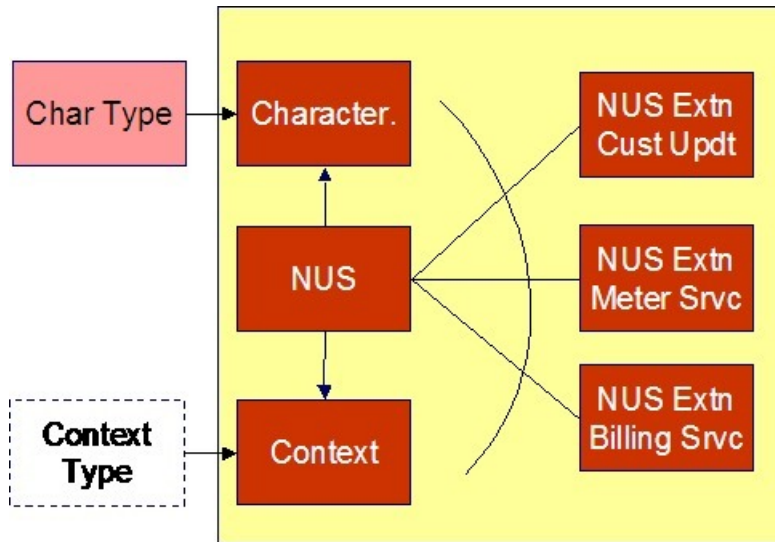 Char Type
Character.
NUS Extn
Cust Updt
NUS
NUS Extn
Meter Srvc
Context
Type
Context
NUS Extn
Billing Srvc